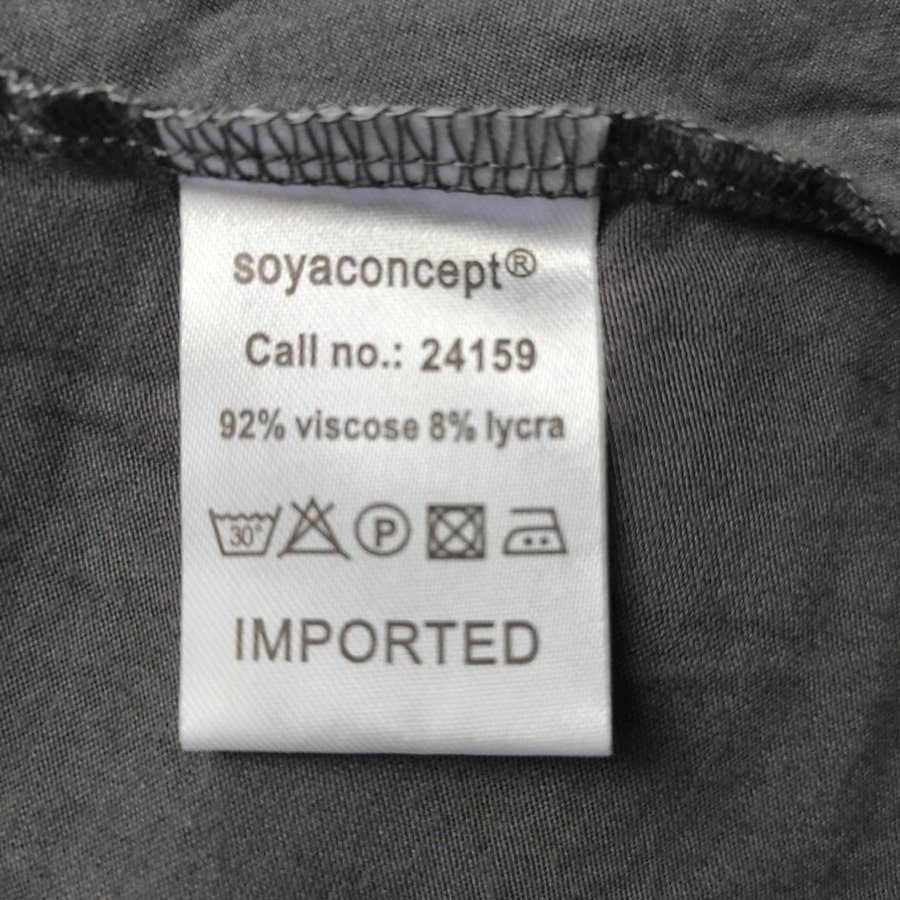 soyaconcept®
Call no.: 24159
92% viscose 8% lycra
30° P
IMPORTED